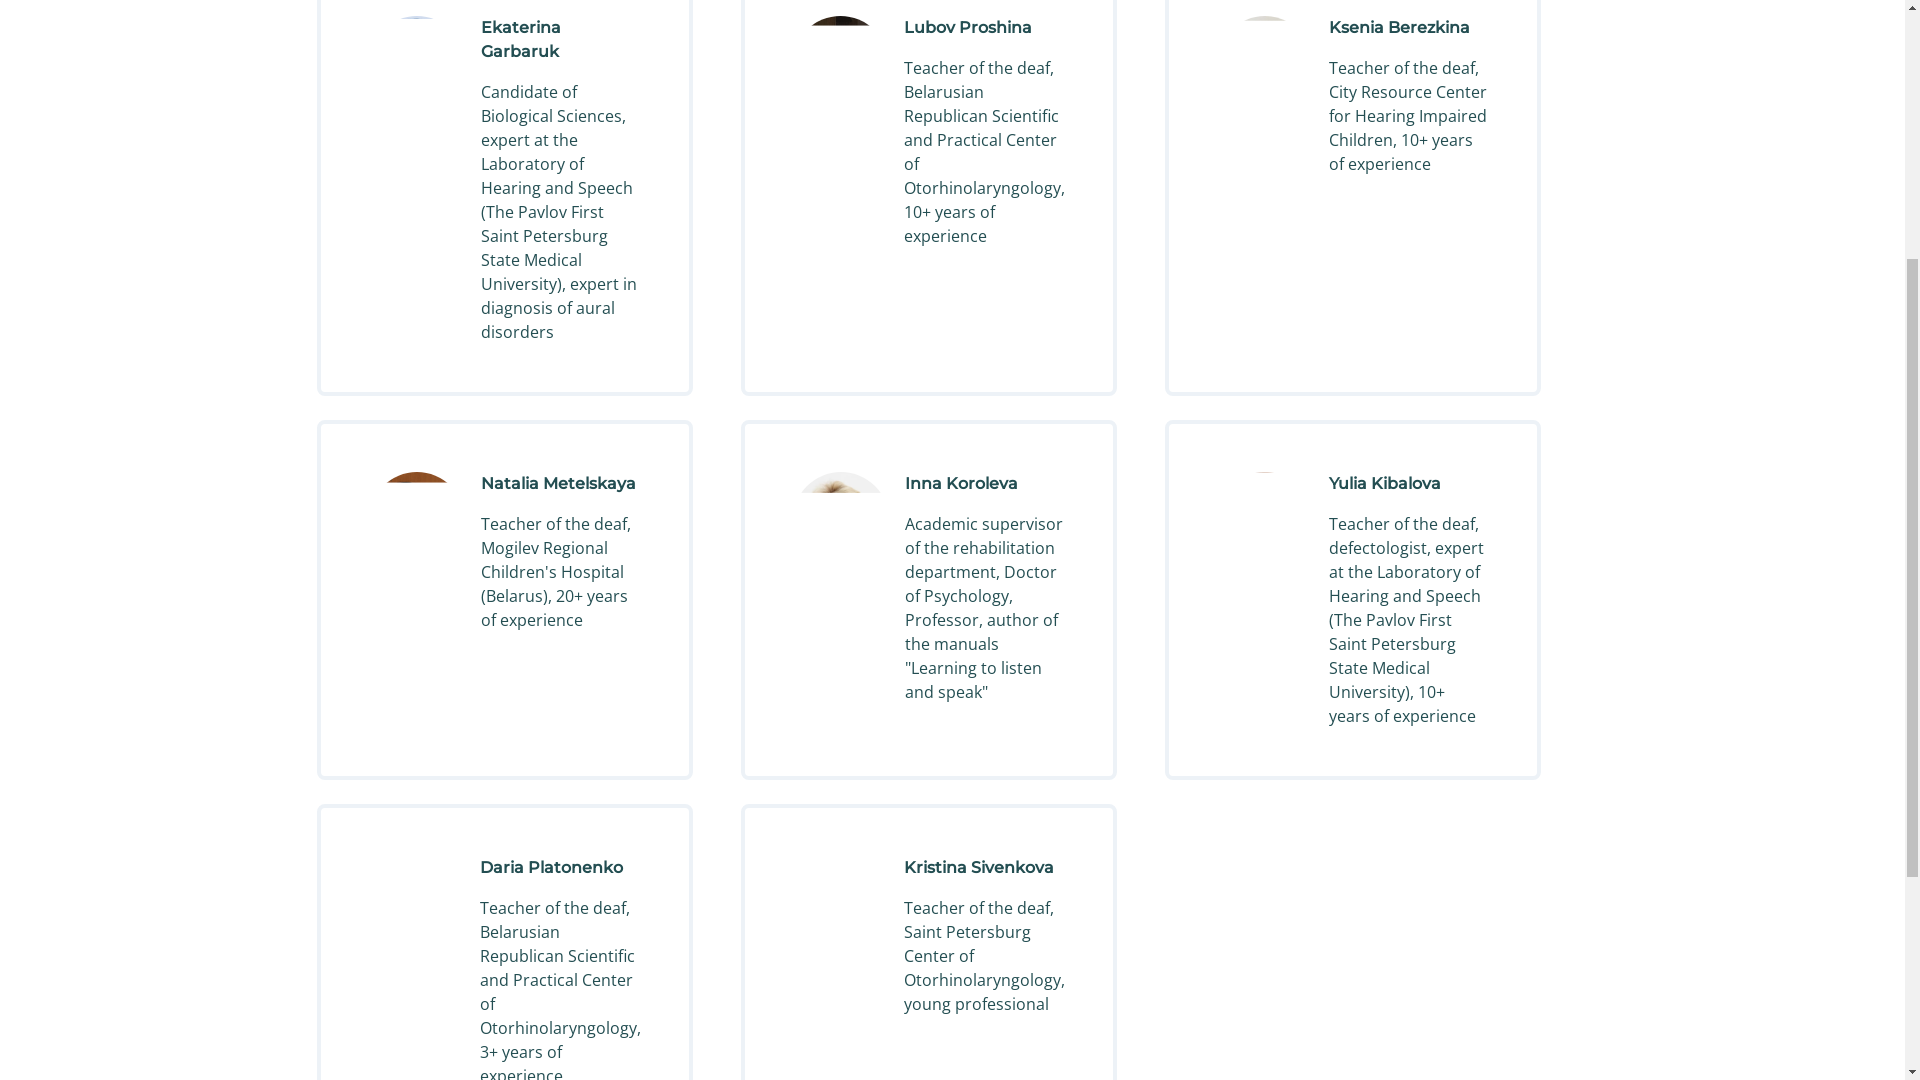 Ekaterina
Garbaruk
Candidate of
Biological Sciences,
expert at the
Laboratory of
Hearing and Speech
(The Pavlov First
Saint Petersburg
State Medical
University), expert in
diagnosis of aural
disorders
Lubov Proshina
Teacher of the deaf,
Belarusian
Republican Scientific
and Practical Center
of
Otorhinolaryngology,
10+ years of
experience
Ksenia Berezkina
Teacher of the deaf,
City Resource Center
for Hearing Impaired
Children, 10+ years
of experience
Natalia Metelskaya
Teacher of the deaf,
Mogilev Regional
Children's Hospital
(Belarus), 20+ years
of experience
Inna Koroleva
Academic supervisor
of the rehabilitation
department, Doctor
of Psychology,
Professor, author of
the manuals
"Learning to listen
and speak"
Yulia Kibalova
Teacher of the deaf,
defectologist, expert
at the Laboratory of
Hearing and Speech
(The Pavlov First
Saint Petersburg
State Medical
University), 10+
years of experience
Daria Platonenko
Teacher of the deaf,
Belarusian
Republican Scientific
and Practical Center
of
Otorhinolaryngology,
3+ years of
experience
Kristina Sivenkova
Teacher of the deaf,
Saint Petersburg
Center of
Otorhinolaryngology,
young professional